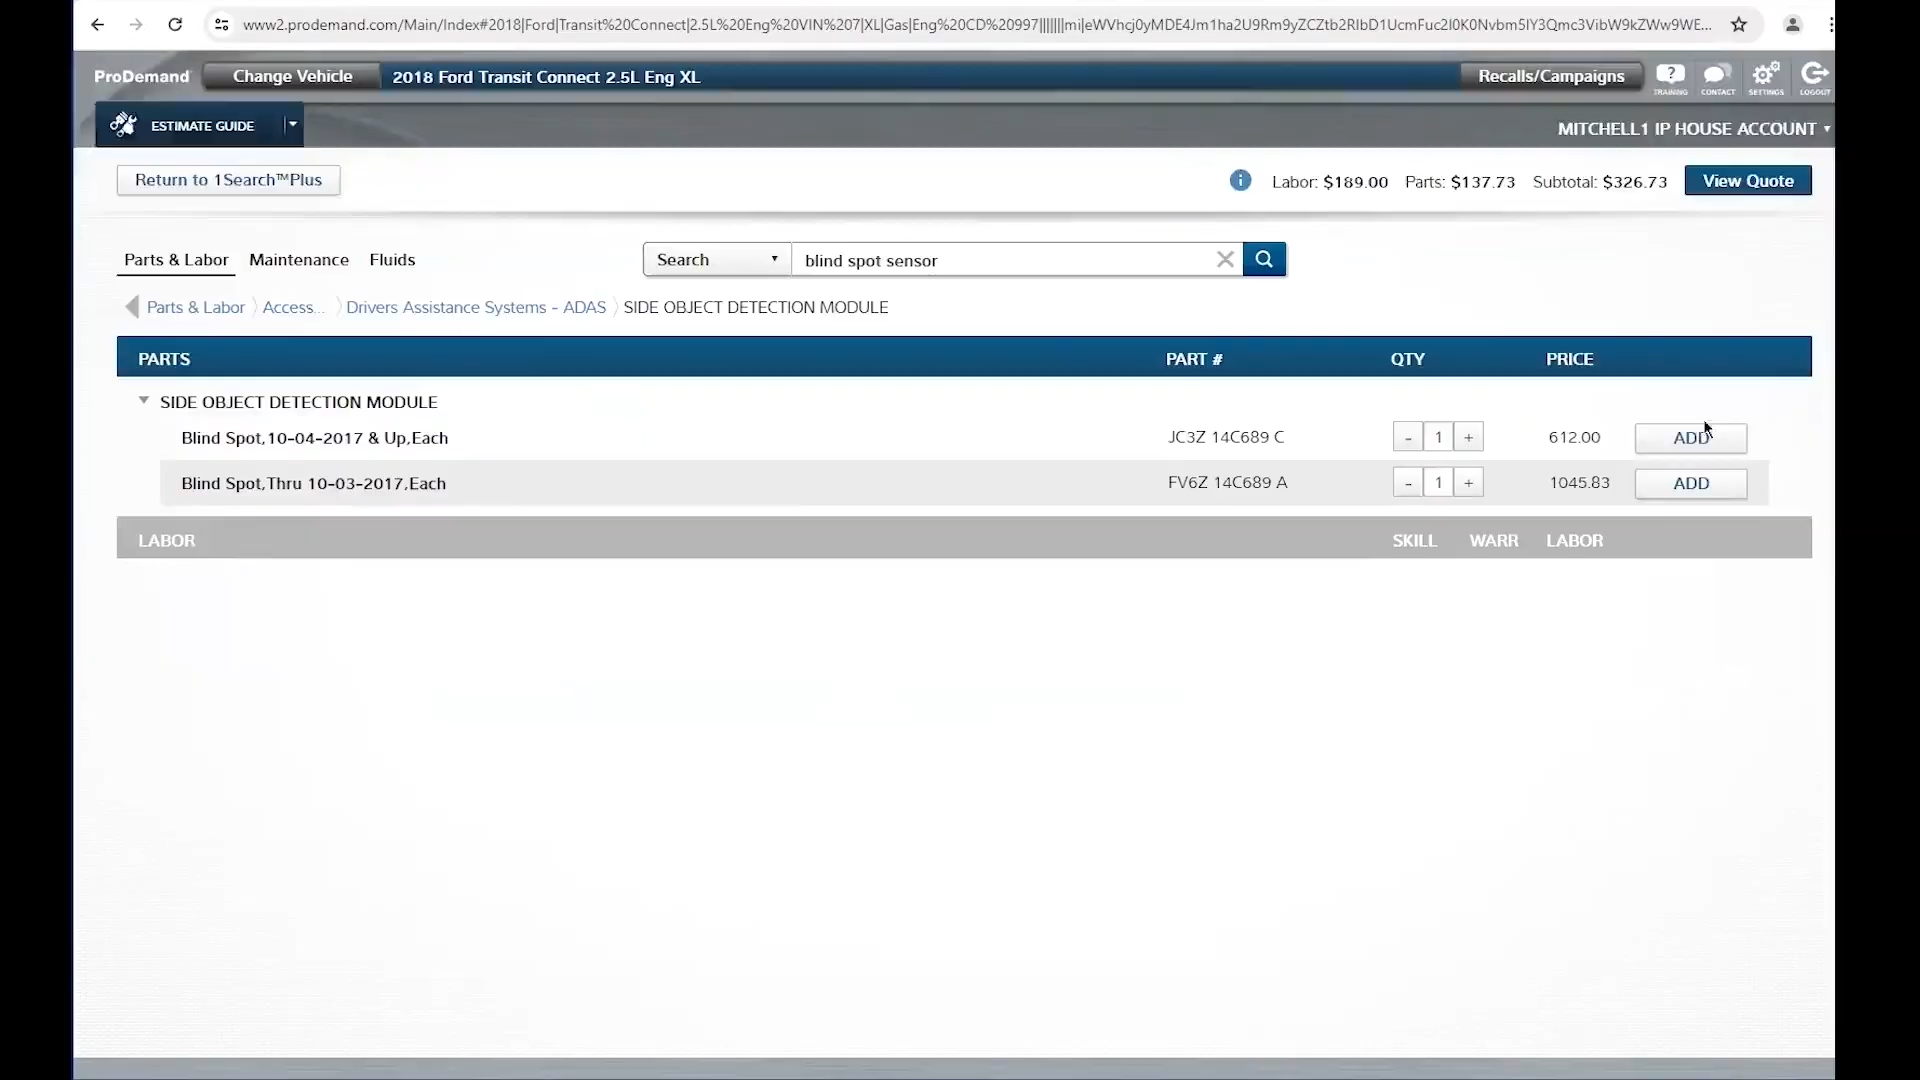 www2.prodemand.com/Main/Index#2018|Ford|Transit%20Connect|2.5L%20Eng%20VIN%207|XL|Gas|Eng%20CD%20997|||||||
ProDemand Change Vehicle 2018 Ford Transit Connect 2.5L Eng XL Recalls/Campaigns
TRAINING CONTACT SETTINGS LOGOUT
ESTIMATE GUIDE MITCHELL1 IP HOUSE ACCOUNT
Return to 1Search™Plus Labor: $189.00 Parts: $137.73 Subtotal: $326.73 View Quote
Parts & Labor Maintenance Fluids Search blind spot sensor
Parts & Labor Access... Drivers Assistance Systems - ADAS SIDE OBJECT DETECTION MODULE
PARTS PART # QTY PRICE
SIDE OBJECT DETECTION MODULE
Blind Spot,10-04-2017 & Up,Each JC3Z 14C689 C - 1 + 612.00 ADD
Blind Spot,Thru 10-03-2017,Each FV6Z 14C689 A - 1 + 1045.83 ADD
LABOR SKILL WARR LABOR